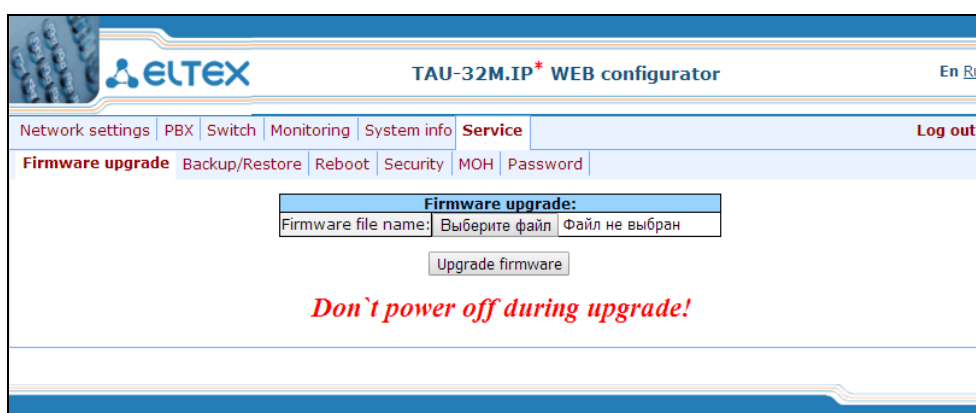 ELTEX
TAU-32M.IP* WEB configurator
En Ru
Network settings PBX Switch Monitoring System info Service Log out
Firmware upgrade Backup/Restore Reboot Security MOH Password
Firmware upgrade:
Firmware file name: Выберите файл Файл не выбран
Upgrade firmware
Don`t power off during upgrade!